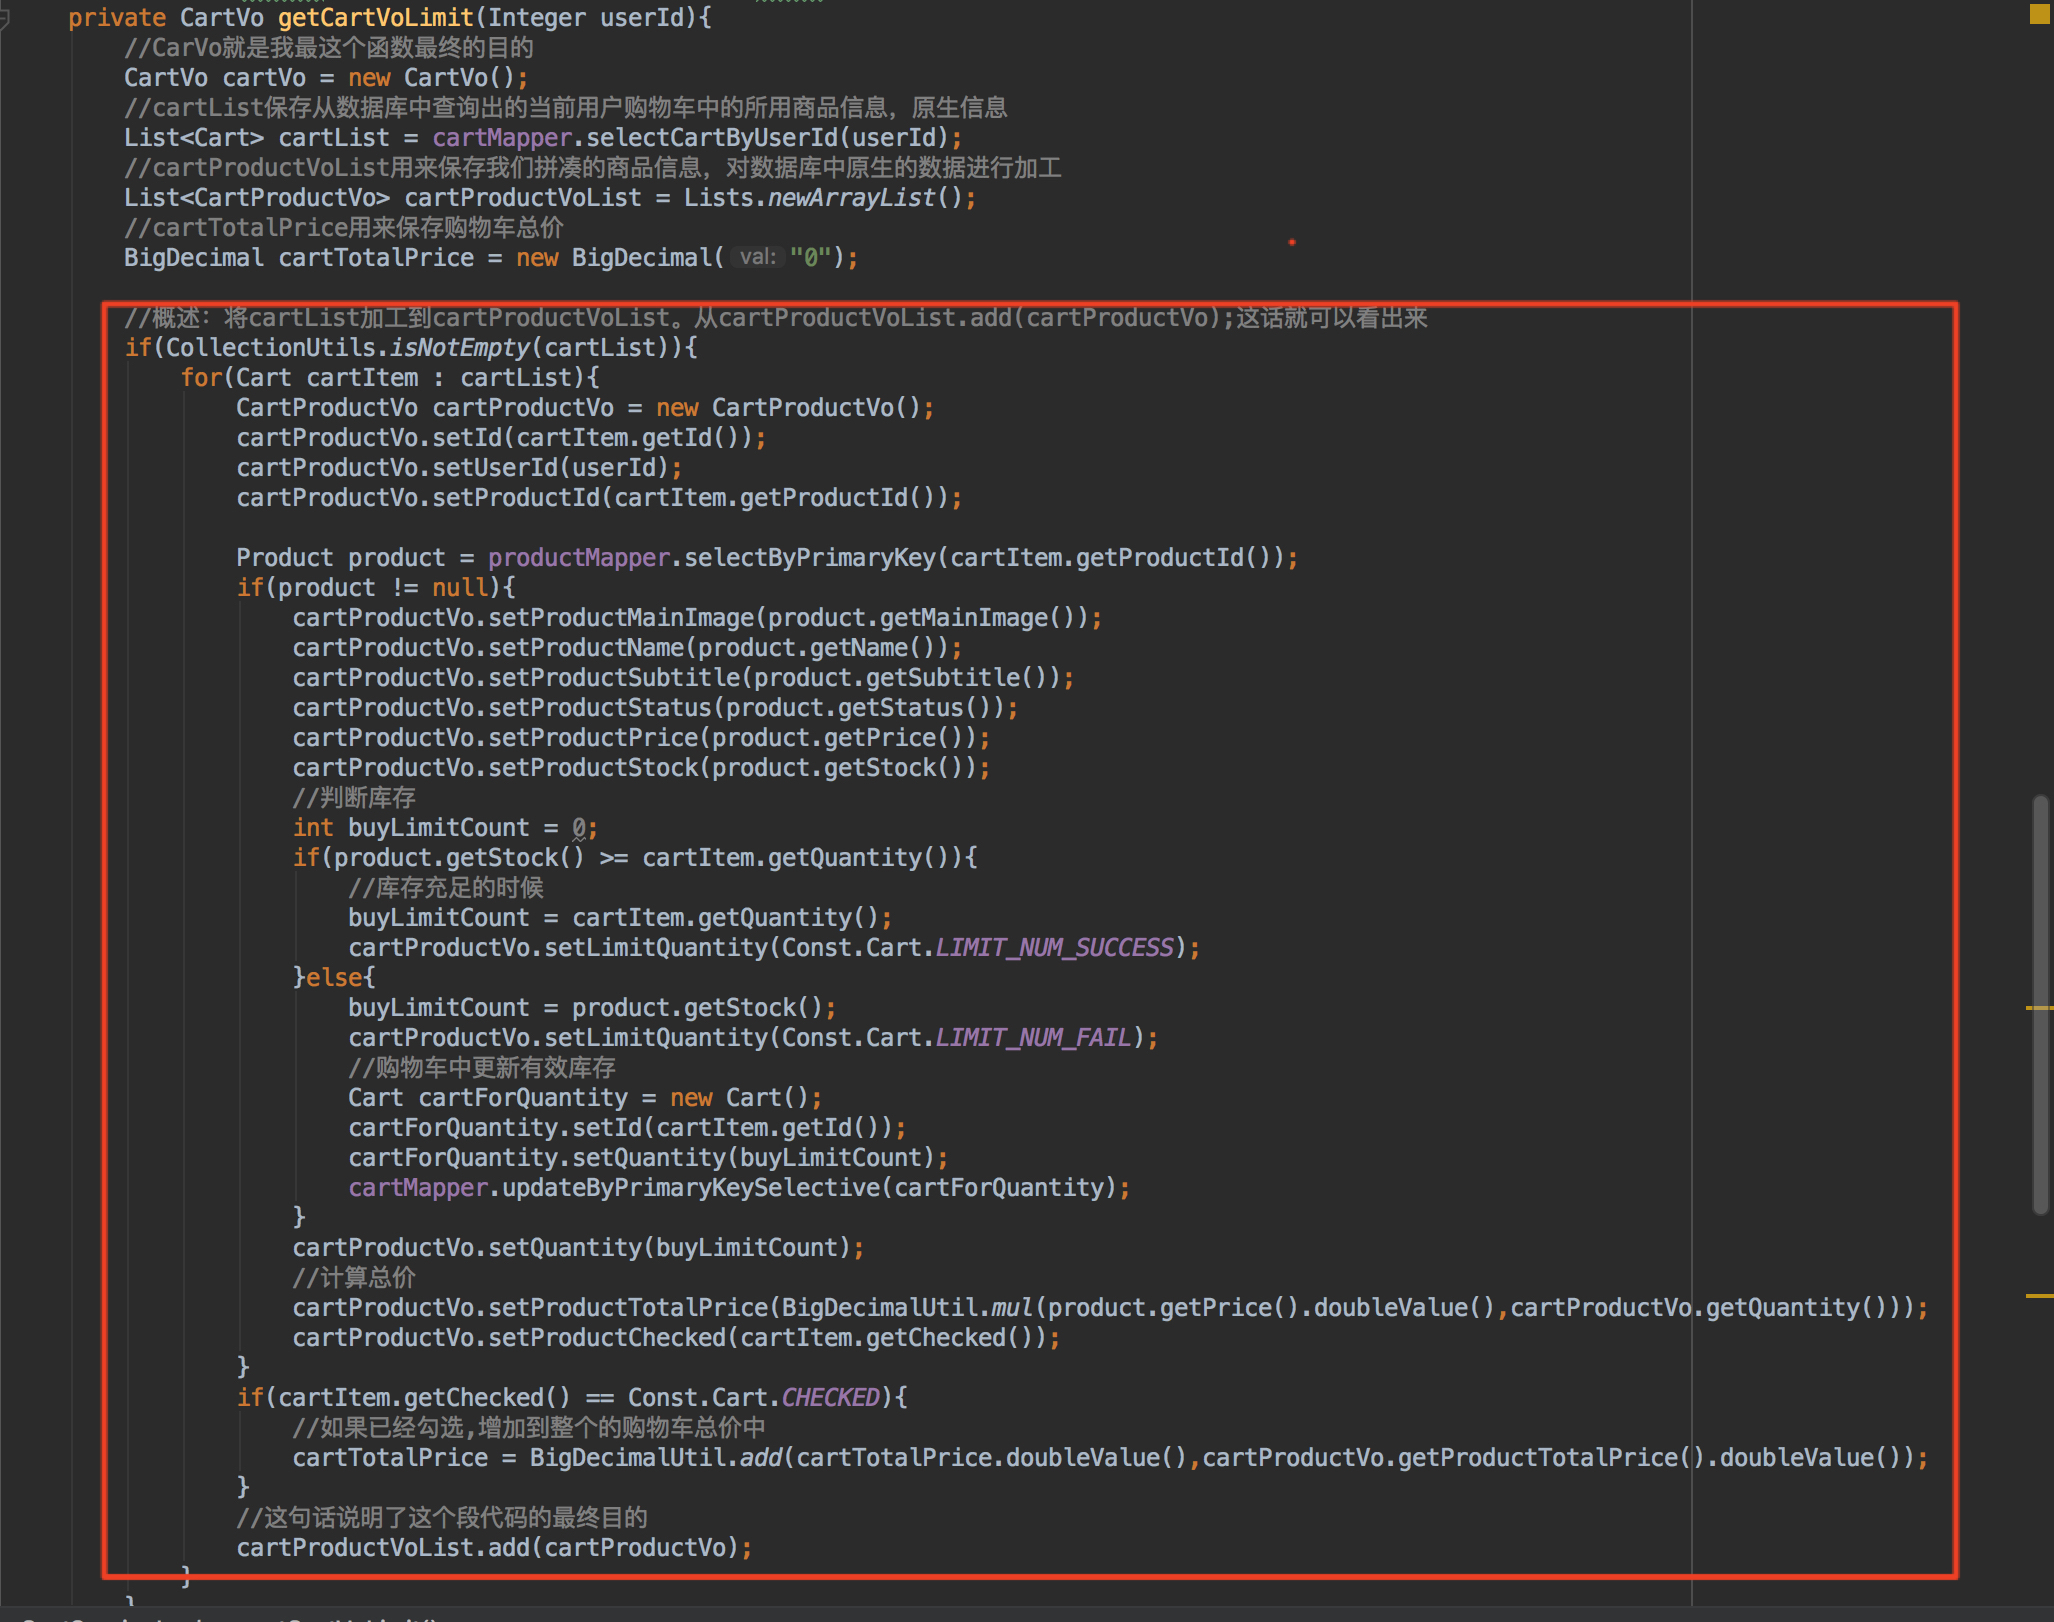 private CartVo getCartVoLimit(Integer userId){
//CarVo就是我最这个函数最终的目的
CartVo cartVo = new CartVo();
//cartList保存从数据库中查询出的当前用户购物车中的所用商品信息，原生信息
List<Cart> cartList = cartMapper.selectCartByUserId(userId);
//cartProductVoList用来保存我们拼凑的商品信息，对数据库中原生的数据进行加工
List<CartProductVo> cartProductVoList = Lists.newArrayList();
//cartTotalPrice用来保存购物车总价
BigDecimal cartTotalPrice = new BigDecimal( val: "0");
//概述：将cartList加工到cartProductVoList。从cartProductVoList.add(cartProductVo);这话就可以看出来
if(CollectionUtils.isNotEmpty(cartList)){
for(Cart cartItem : cartList){
CartProductVo cartProductVo = new CartProductVo();
cartProductVo.setId(cartItem.getId());
cartProductVo.setUserId(userId);
cartProductVo.setProductId(cartItem.getProductId());
Product product = productMapper.selectByPrimaryKey(cartItem.getProductId());
if(product != null){
cartProductVo.setProductMainImage(product.getMainImage());
cartProductVo.setProductName(product.getName());
cartProductVo.setProductSubtitle(product.getSubtitle());
cartProductVo.setProductStatus(product.getStatus());
cartProductVo.setProductPrice(product.getPrice());
cartProductVo.setProductStock(product.getStock());
//判断库存
int buyLimitCount = 0;
if(product.getStock() >= cartItem.getQuantity()){
//库存充足的时候
buyLimitCount = cartItem.getQuantity();
cartProductVo.setLimitQuantity(Const.Cart.LIMIT_NUM_SUCCESS);
}else{
buyLimitCount = product.getStock();
cartProductVo.setLimitQuantity(Const.Cart.LIMIT_NUM_FAIL);
//购物车中更新有效库存
Cart cartForQuantity = new Cart();
cartForQuantity.setId(cartItem.getId());
cartForQuantity.setQuantity(buyLimitCount);
cartMapper.updateByPrimaryKeySelective(cartForQuantity);
}
cartProductVo.setQuantity(buyLimitCount);
//计算总价
cartProductVo.setProductTotalPrice(BigDecimalUtil.mul(product.getPrice().doubleValue(),cartProductVo.getQuantity()));
cartProductVo.setProductChecked(cartItem.getChecked());
}
if(cartItem.getChecked() == Const.Cart.CHECKED){
//如果已经勾选,增加到整个的购物车总价中
cartTotalPrice = BigDecimalUtil.add(cartTotalPrice.doubleValue(),cartProductVo.getProductTotalPrice().doubleValue());
}
//这句话说明了这个段代码的最终目的
cartProductVoList.add(cartProductVo);
}
}